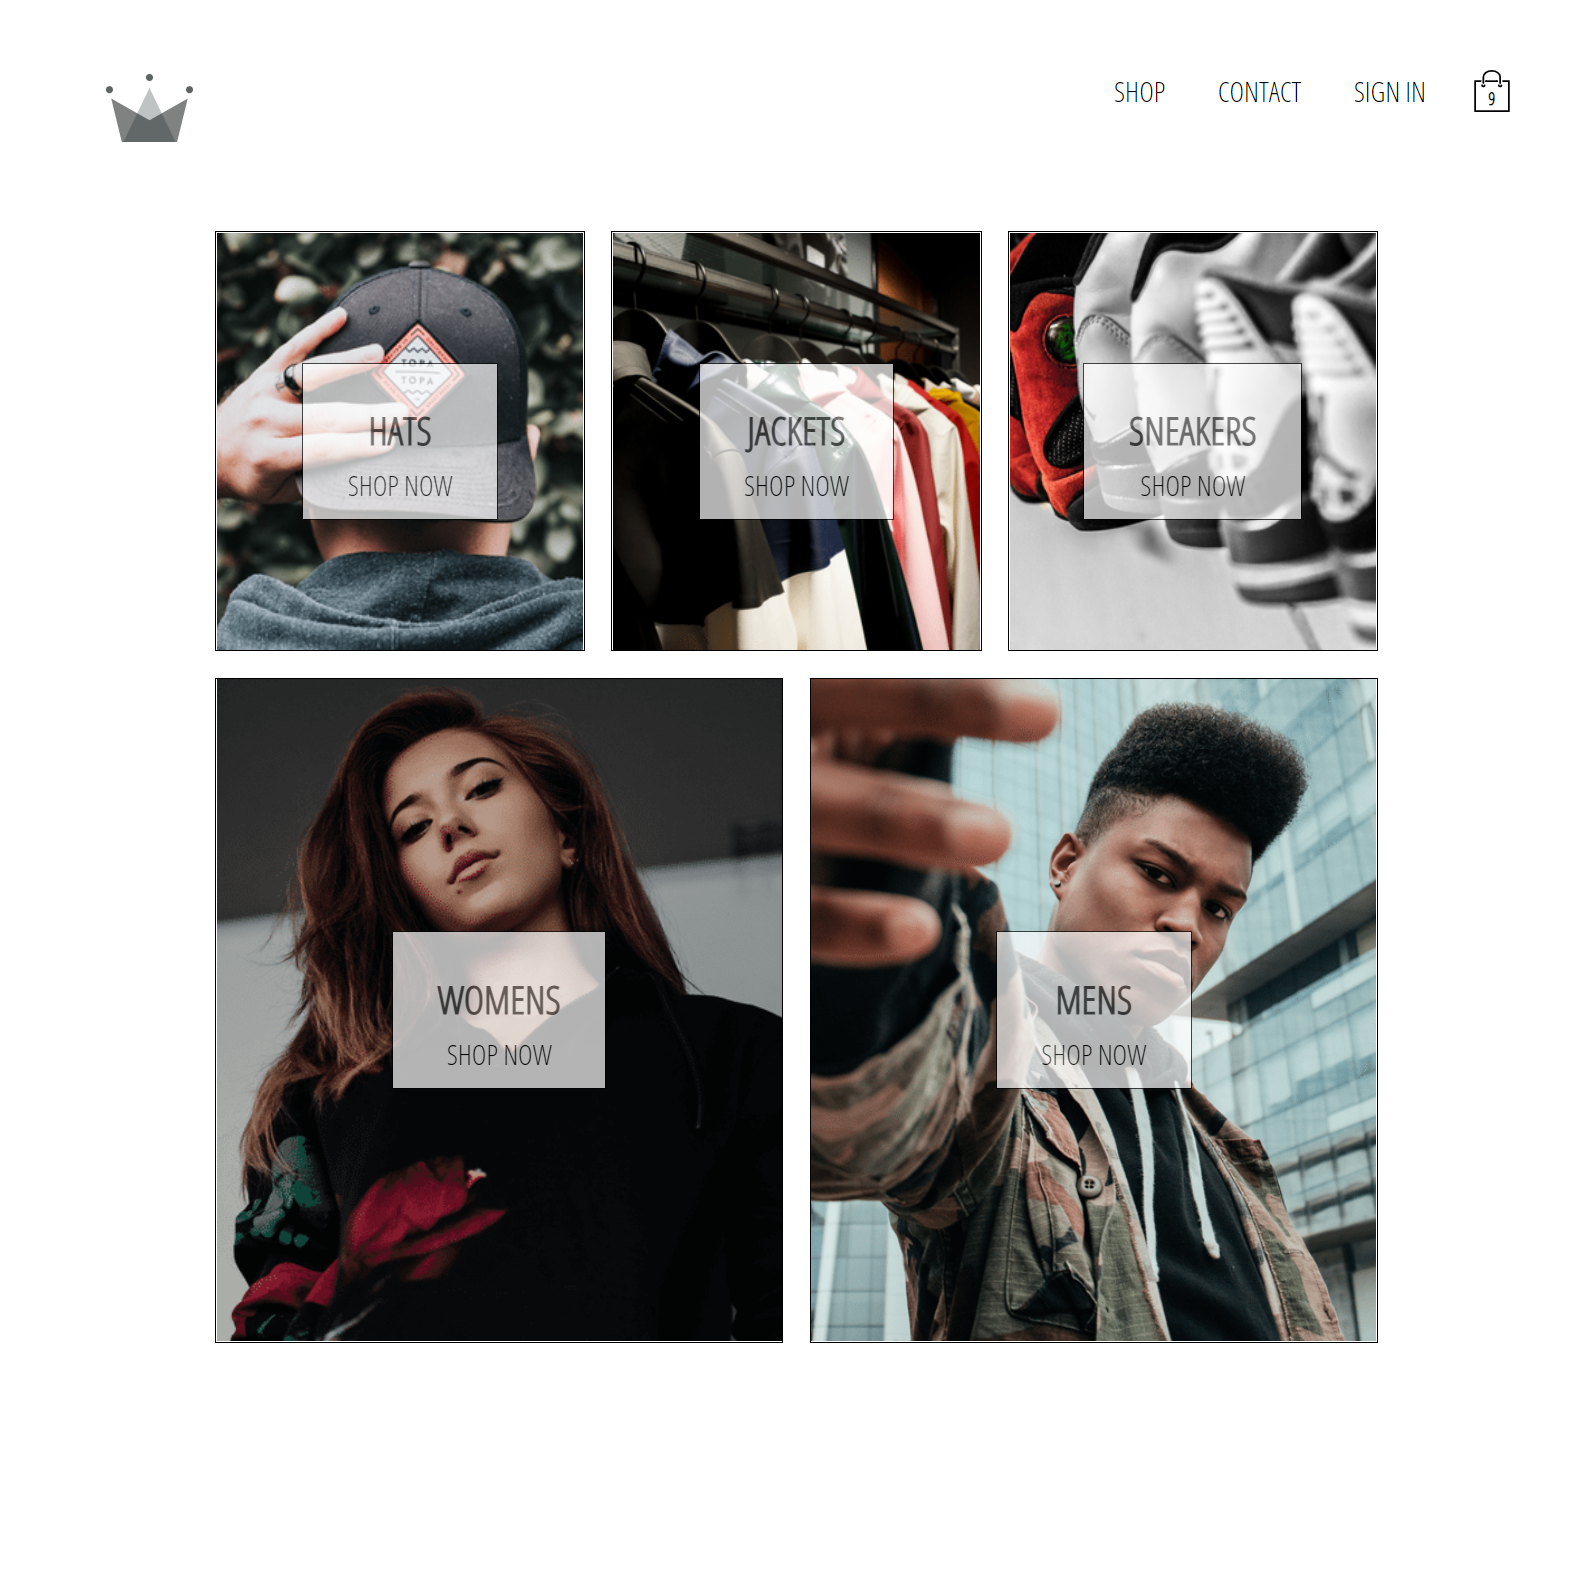 SHOP
CONTACT
SIGN IN
9
TOPA
TOPA
HATS
SHOP NOW
JACKETS
SHOP NOW
SNEAKERS
SHOP NOW
WOMENS
SHOP NOW
MENS
SHOP NOW